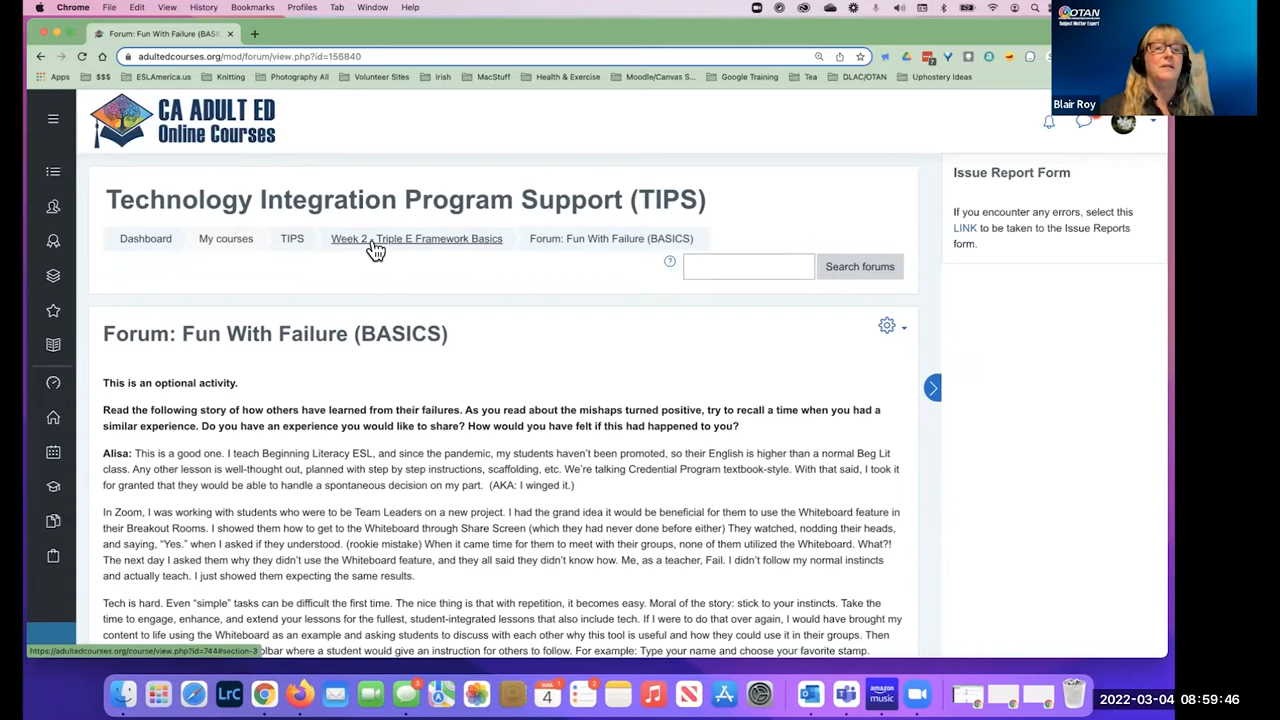 Chrome File Edit View History Bookmarks Profiles Tab Window Help
OTAN
Subject Matter Expert
Forum: Fun With Failure (BASIC
adultedcourses.org/mod/forum/view.php?id=156840
Apps $$$ ESLAmerica.us Knitting Photography All Volunteer Sites Irish MacStuff Health & Exercise Moodle/Canvas S... Google Training Tea DLAC/OTAN Uphostery Ideas
Blair Roy
CA ADULT ED
Online Courses
Technology Integration Program Support (TIPS)
Dashboard My courses TIPS Week 2 - Triple E Framework Basics Forum: Fun With Failure (BASICS)
Search forums
Issue Report Form
If you encounter any errors, select this
LINK to be taken to the Issue Reports
form.
Forum: Fun With Failure (BASICS)
This is an optional activity.
Read the following story of how others have learned from their failures. As you read about the mishaps turned positive, try to recall a time when you had a
similar experience. Do you have an experience you would like to share? How would you have felt if this had happened to you?
Alisa: This is a good one. I teach Beginning Literacy ESL, and since the pandemic, my students haven't been promoted, so their English is higher than a normal Beg Lit
class. Any other lesson is well-thought out, planned with step by step instructions, scaffolding, etc. We're talking Credential Program textbook-style. With that said, I took it
for granted that they would be able to handle a spontaneous decision on my part. (AKA: I winged it.)
In Zoom, I was working with students who were to be Team Leaders on a new project. I had the grand idea it would be beneficial for them to use the Whiteboard feature in
their Breakout Rooms. I showed them how to get to the Whiteboard through Share Screen (which they had never done before either) They watched, nodding their heads,
and saying, "Yes." when I asked if they understood. (rookie mistake) When it came time for them to meet with their groups, none of them utilized the Whiteboard. What?!
The next day I asked them why they didn't use the Whiteboard feature, and they all said they didn't know how. Me, as a teacher, Fail. I didn't follow my normal instincts
and actually teach. I just showed them expecting the same results.
Tech is hard. Even "simple" tasks can be difficult the first time. The nice thing is that with repetition, it becomes easy. Moral of the story: stick to your instincts. Take the
time to engage, enhance, and extend your lessons for the fullest, student-integrated lessons that also include tech. If I were to do that over again, I would have brought my
content to life using the Whiteboard as an example and asking students to discuss with each other why this tool is useful and how they could use it in their groups. Then
https://adultedcourses.org/course/view.php?id=744#section-3 olbar where a student would give an instruction for others to follow. For example: Type your name and choose your favorite stamp.
LrC
3
MAR
4
2
amazon
music
2022-03-04 08:59:46